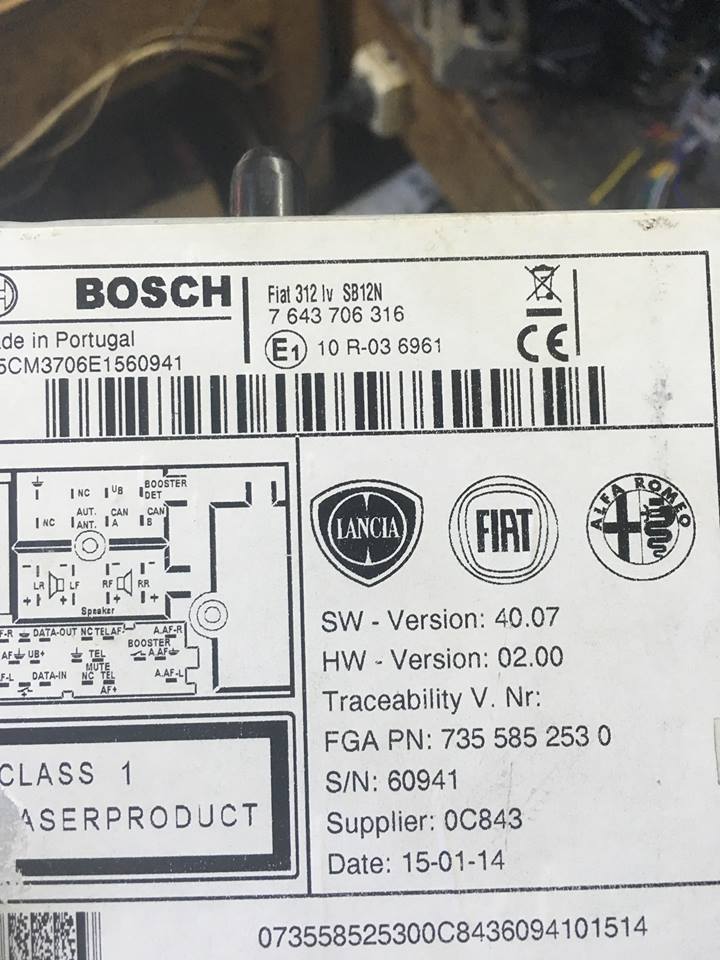 BOSCH
Fiat 312 lv SB12N
7 643 706 316
de in Portugal
E1 10 R-03 6961
CE
5CM3706E1560941
NC UB BOOSTER DET
NC AUT. ANT. CAN A CAN B
LR LF RF RR
Speaker
F-R DATA-OUT NC TEL AF- A.AF-R
AF UB+ TEL MUTE BOOSTER A.AF
F-L DATA-IN NC TEL AF+ A.AF-L
LANCIA
FIAT
ALFA ROMEO
SW - Version: 40.07
HW - Version: 02.00
Traceability V. Nr:
FGA PN: 735 585 253 0
S/N: 60941
Supplier: 0C843
Date: 15-01-14
CLASS 1
ASERPRODUCT
073558525300C8436094101514